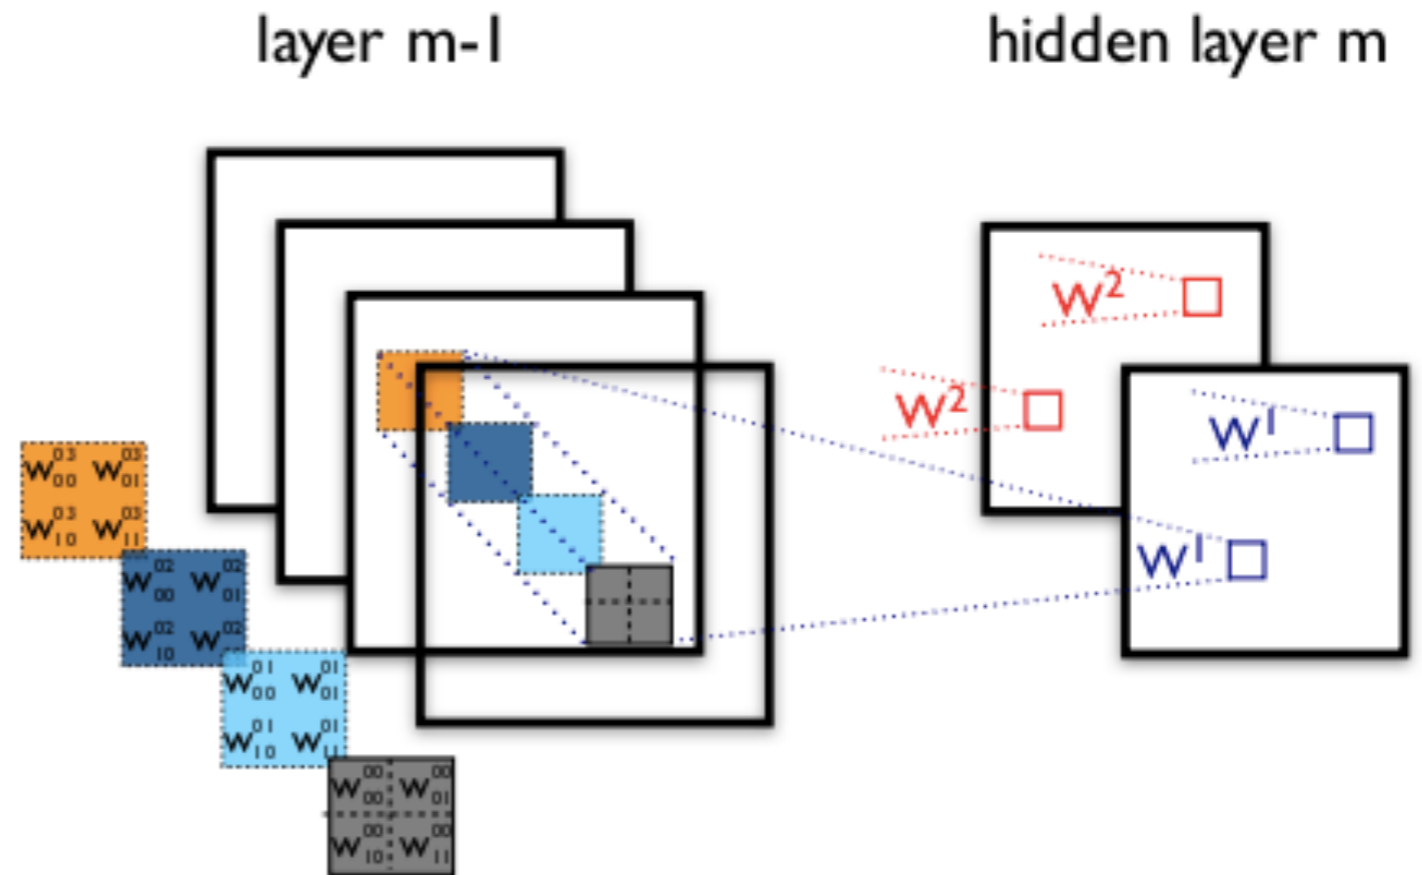 layer m-1
hidden layer m
W²
W²
W¹
W¹
W⁰³₀₀ W⁰³₀₁
W⁰³₁₀ W⁰³₁₁
W⁰²₀₀ W⁰²₀₁
W⁰²₁₀ W⁰²
W⁰¹₀₀ W⁰¹₀₁
W⁰¹₁₀ W⁰¹₁₁
W⁰⁰₀₀ W⁰⁰₀₁
W⁰⁰₁₀ W⁰⁰₁₁